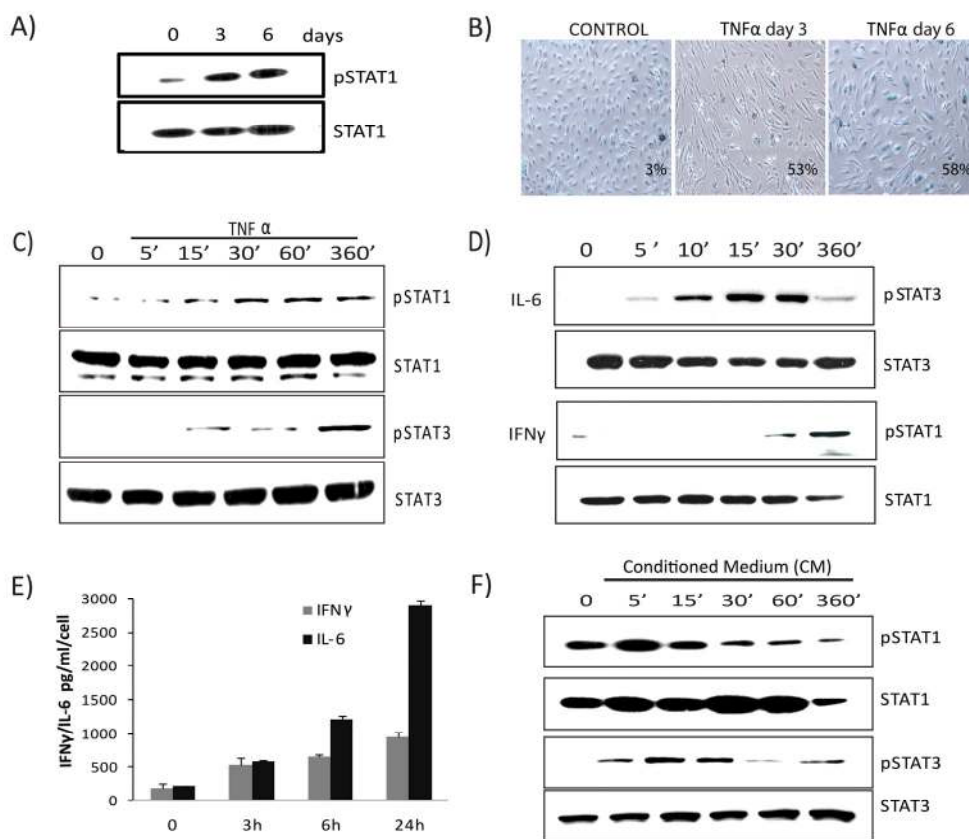 A)
0 3 6 days
pSTAT1
STAT1
B)
CONTROL TNFα day 3 TNFα day 6
3% 53% 58%
C)
TNF α
0 5’ 15’ 30’ 60’ 360’
pSTAT1
STAT1
pSTAT3
STAT3
D)
0 5 ’ 10’ 15’ 30’ 360’
IL-6 pSTAT3
STAT3
IFNγ pSTAT1
STAT1
E)
IFNγ/IL-6 pg/ml/cell
3000
2500
2000
1500
1000
500
0
IFNγ
IL-6
0 3h 6h 24h
F)
Conditioned Medium (CM)
0 5’ 15’ 30’ 60’ 360’
pSTAT1
STAT1
pSTAT3
STAT3